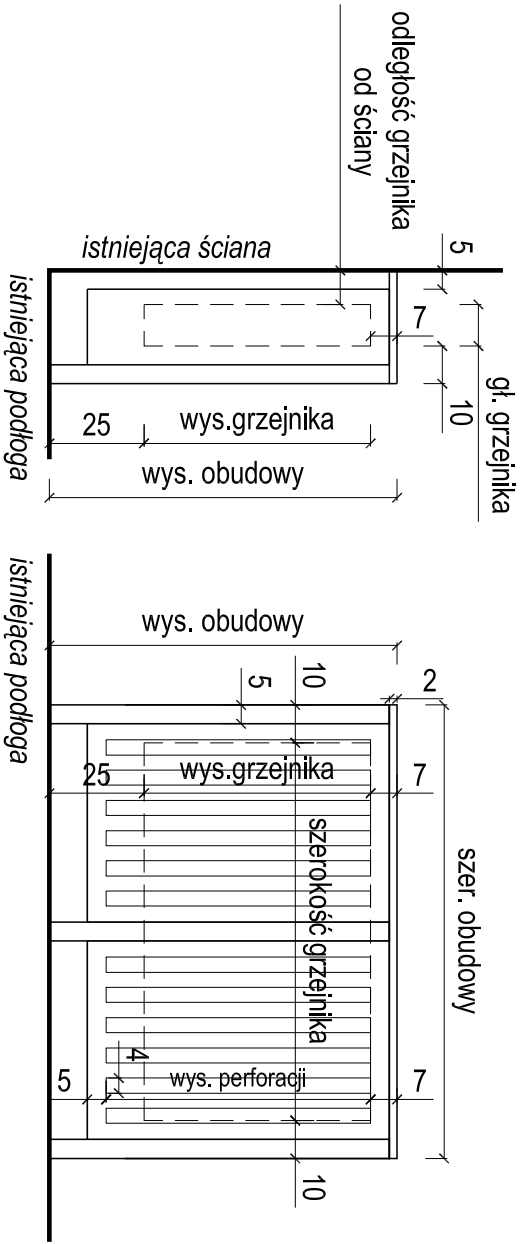 odległość grzejnika
od ściany
istniejąca ściana
5
7
10
gł. grzejnika
25
wys.grzejnika
wys. obudowy
istniejąca podłoga
istniejąca podłoga
wys. obudowy
10
5
2
25
wys.grzejnika
7
szerokość grzejnika
szer. obudowy
4
5
wys. perforacji
7
10